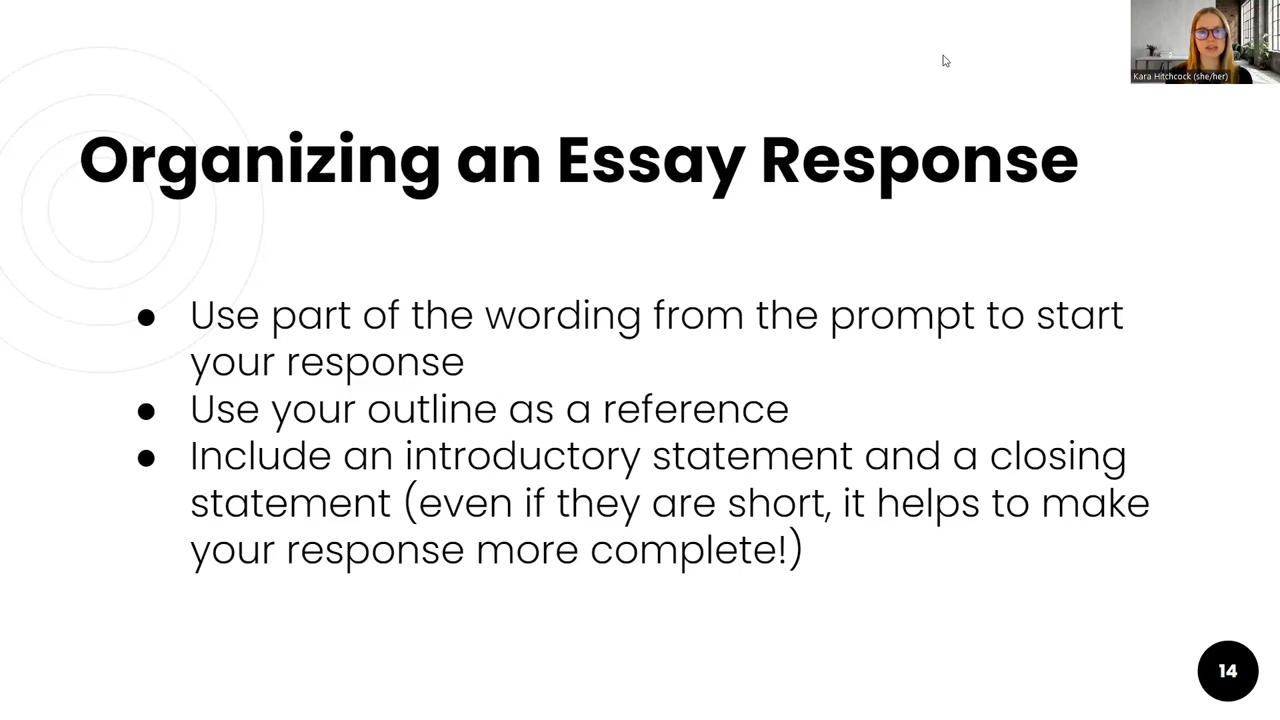 Kara Hitchcock (she/her)
Organizing an Essay Response
● Use part of the wording from the prompt to start
your response
● Use your outline as a reference
● Include an introductory statement and a closing
statement (even if they are short, it helps to make
your response more complete!)
14